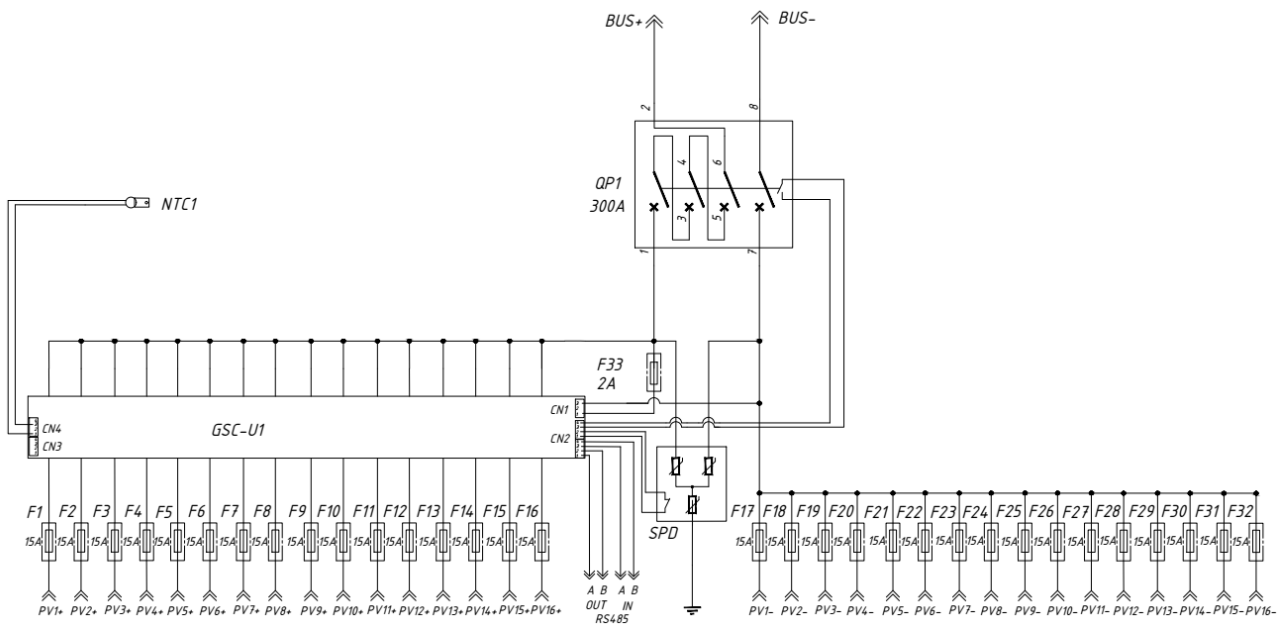 BUS+
BUS-
2
8
4
6
QP1
300A
3
5
1
7
NTC1
F33
2A
CN1
CN4
GSC-U1
CN2
CN3
F1 F2 F3 F4 F5 F6 F7 F8 F9 F10 F11 F12 F13 F14 F15 F16
15A 15A 15A 15A 15A 15A 15A 15A 15A 15A 15A 15A 15A 15A 15A 15A
SPD
F17 F18 F19 F20 F21 F22 F23 F24 F25 F26 F27 F28 F29 F30 F31 F32
15A 15A 15A 15A 15A 15A 15A 15A 15A 15A 15A 15A 15A 15A 15A 15A
PV1+ PV2+ PV3+ PV4+ PV5+ PV6+ PV7+ PV8+ PV9+ PV10+ PV11+ PV12+ PV13+ PV14+ PV15+ PV16+
A B A B
OUT IN
RS485
PV1- PV2- PV3- PV4- PV5- PV6- PV7- PV8- PV9- PV10- PV11- PV12- PV13- PV14- PV15- PV16-